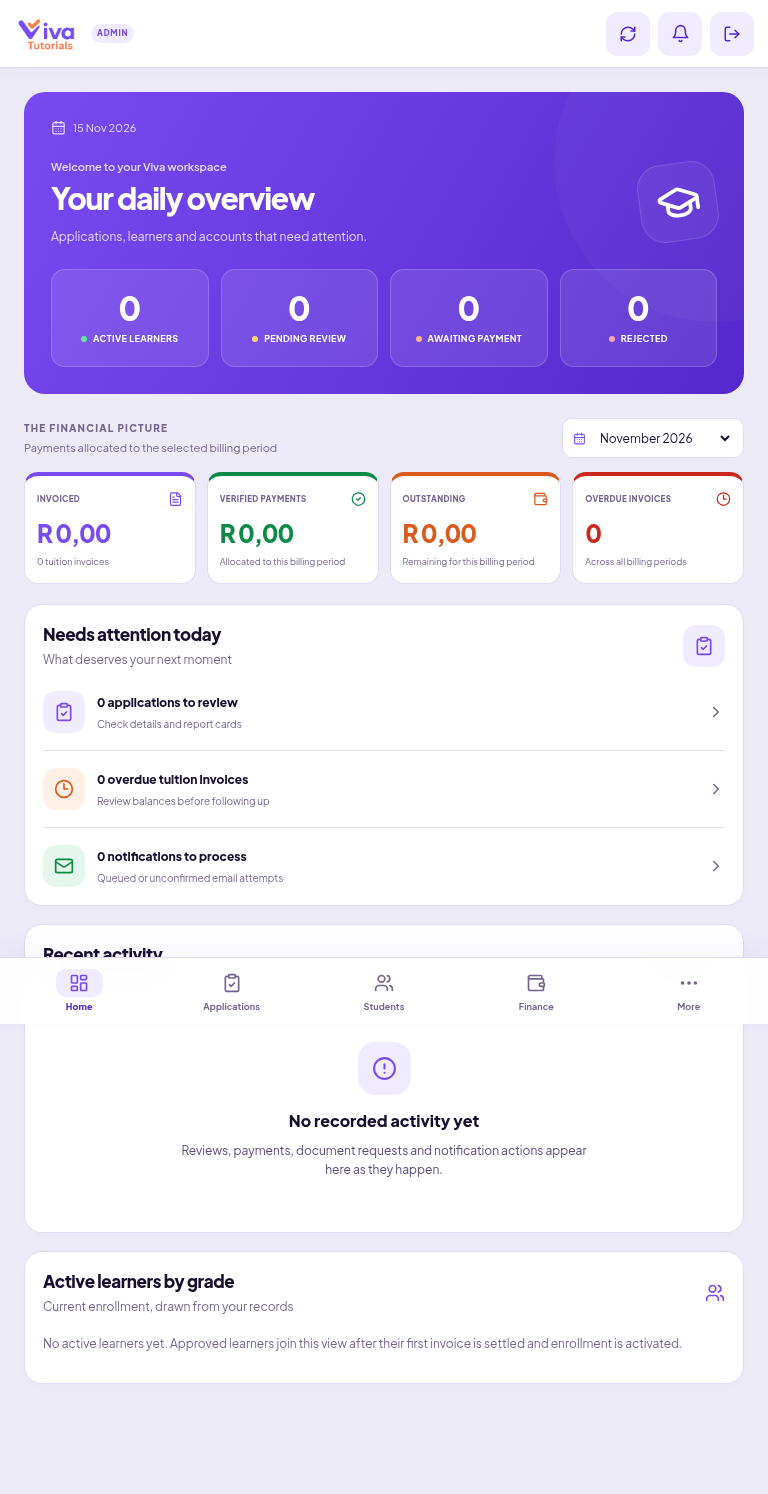 Viva
Tutorials
ADMIN
15 Nov 2026
Welcome to your Viva workspace
Your daily overview
Applications, learners and accounts that need attention.
0 0 0 0
ACTIVE LEARNERS PENDING REVIEW AWAITING PAYMENT REJECTED
THE FINANCIAL PICTURE
Payments allocated to the selected billing period
November 2026
INVOICED VERIFIED PAYMENTS OUTSTANDING OVERDUE INVOICES
R 0,00 R 0,00 R 0,00 0
0 tuition invoices Allocated to this billing period Remaining for this billing period Across all billing periods
Needs attention today
What deserves your next moment
0 applications to review
Check details and report cards
0 overdue tuition invoices
Review balances before following up
0 notifications to process
Queued or unconfirmed email attempts
Recent activity
Home Applications Students Finance More
No recorded activity yet
Reviews, payments, document requests and notification actions appear
here as they happen.
Active learners by grade
Current enrollment, drawn from your records
No active learners yet. Approved learners join this view after their first invoice is settled and enrollment is activated.